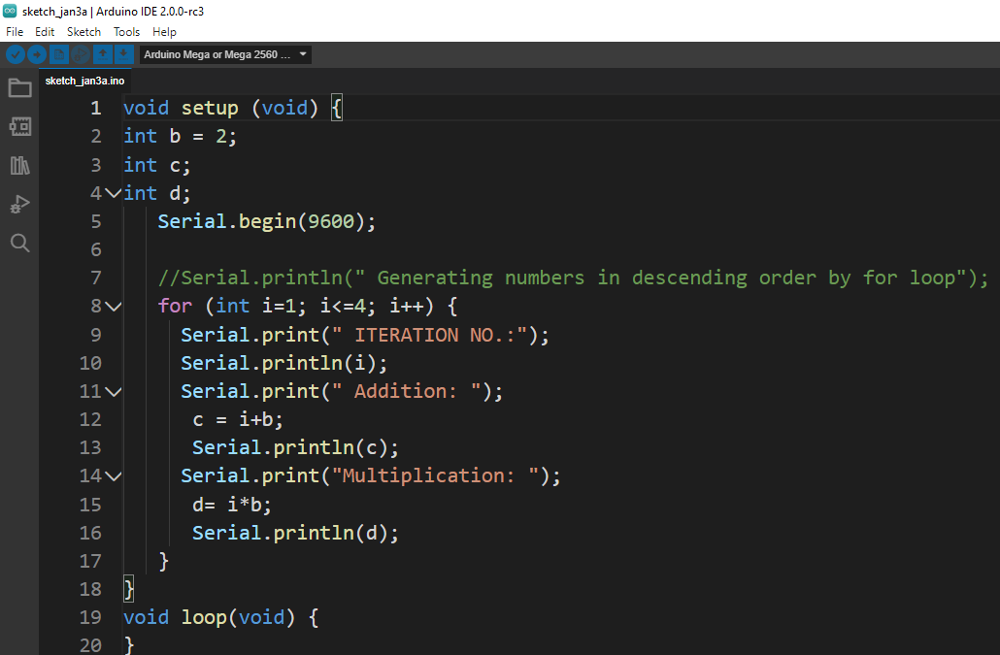 sketch_jan3a | Arduino IDE 2.0.0-rc3
File Edit Sketch Tools Help
Arduino Mega or Mega 2560 ...
sketch_jan3a.ino
1 void setup (void) {
2 int b = 2;
3 int c;
4 int d;
5    Serial.begin(9600);
6
7    //Serial.println(" Generating numbers in descending order by for loop");
8    for (int i=1; i<=4; i++) {
9      Serial.print(" ITERATION NO.:");
10      Serial.println(i);
11      Serial.print(" Addition: ");
12       c = i+b;
13       Serial.println(c);
14      Serial.print("Multiplication: ");
15       d= i*b;
16       Serial.println(d);
17    }
18 }
19 void loop(void) {
20 }